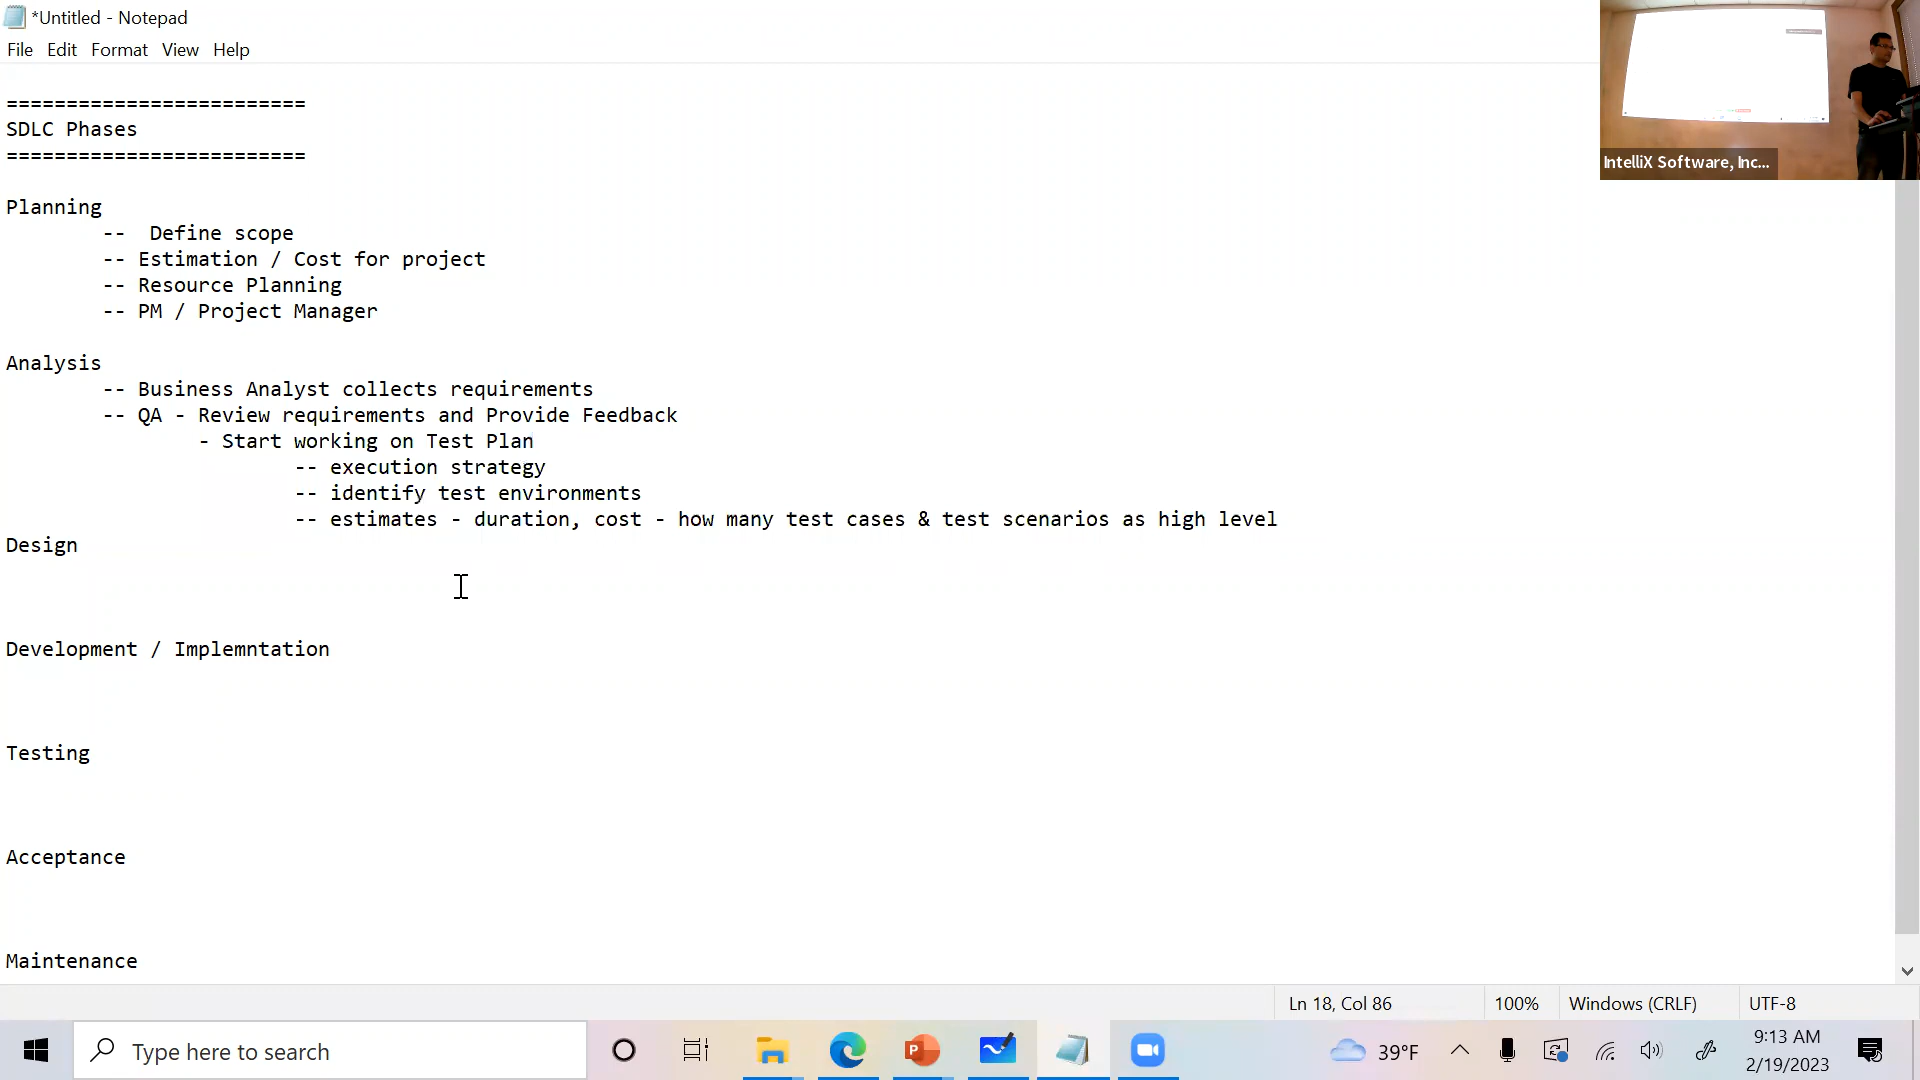 *Untitled - Notepad
File Edit Format View Help
=========================
SDLC Phases
=========================
Planning
-- Define scope
-- Estimation / Cost for project
-- Resource Planning
-- PM / Project Manager
Analysis
-- Business Analyst collects requirements
-- QA - Review requirements and Provide Feedback
- Start working on Test Plan
-- execution strategy
-- identify test environments
-- estimates - duration, cost - how many test cases & test scenarios as high level
Design
Development / Implemntation
Testing
Acceptance
Maintenance
IntelliX Software, Inc...
Ln 18, Col 86
100%
Windows (CRLF)
UTF-8
Type here to search
39°F
9:13 AM
2/19/2023